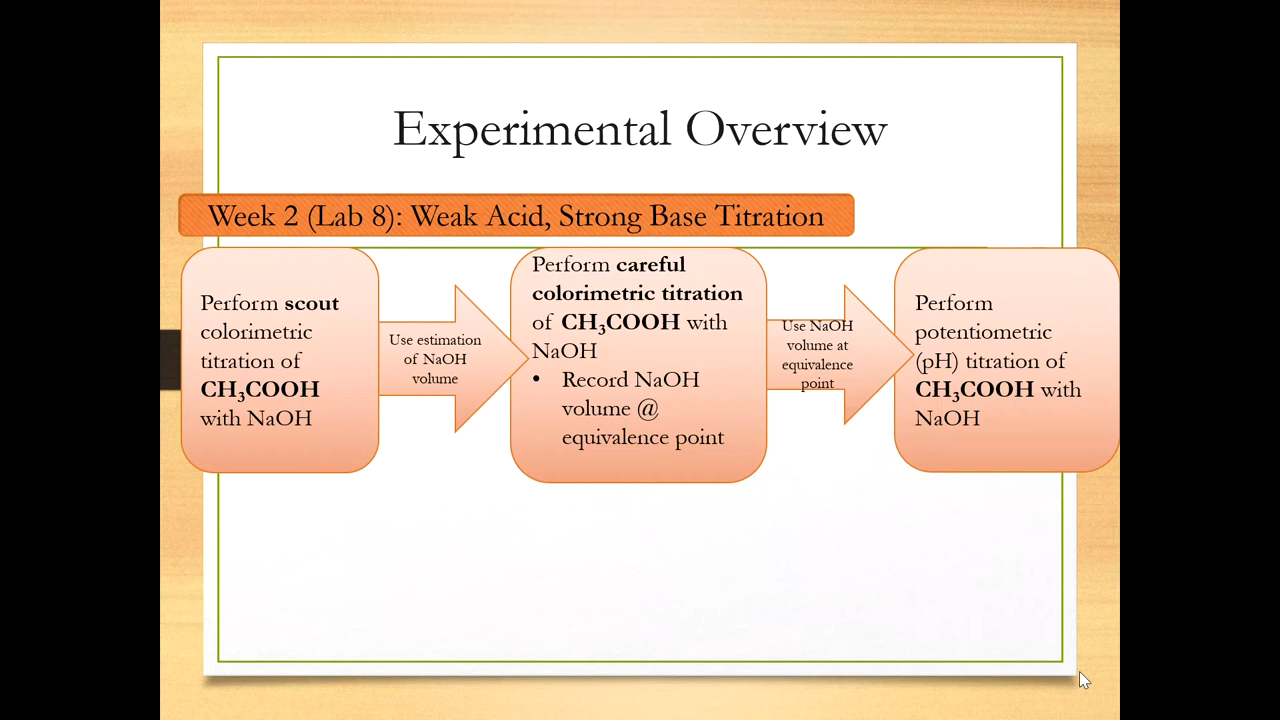 Experimental Overview
Week 2 (Lab 8): Weak Acid, Strong Base Titration
Perform scout
colorimetric
titration of
CH₃COOH
with NaOH
Use estimation
of NaOH
volume
Perform careful
colorimetric titration
of CH₃COOH with
NaOH
• Record NaOH
volume @
equivalence point
Use NaOH
volume at
equivalence
point
Perform
potentiometric
(pH) titration of
CH₃COOH with
NaOH